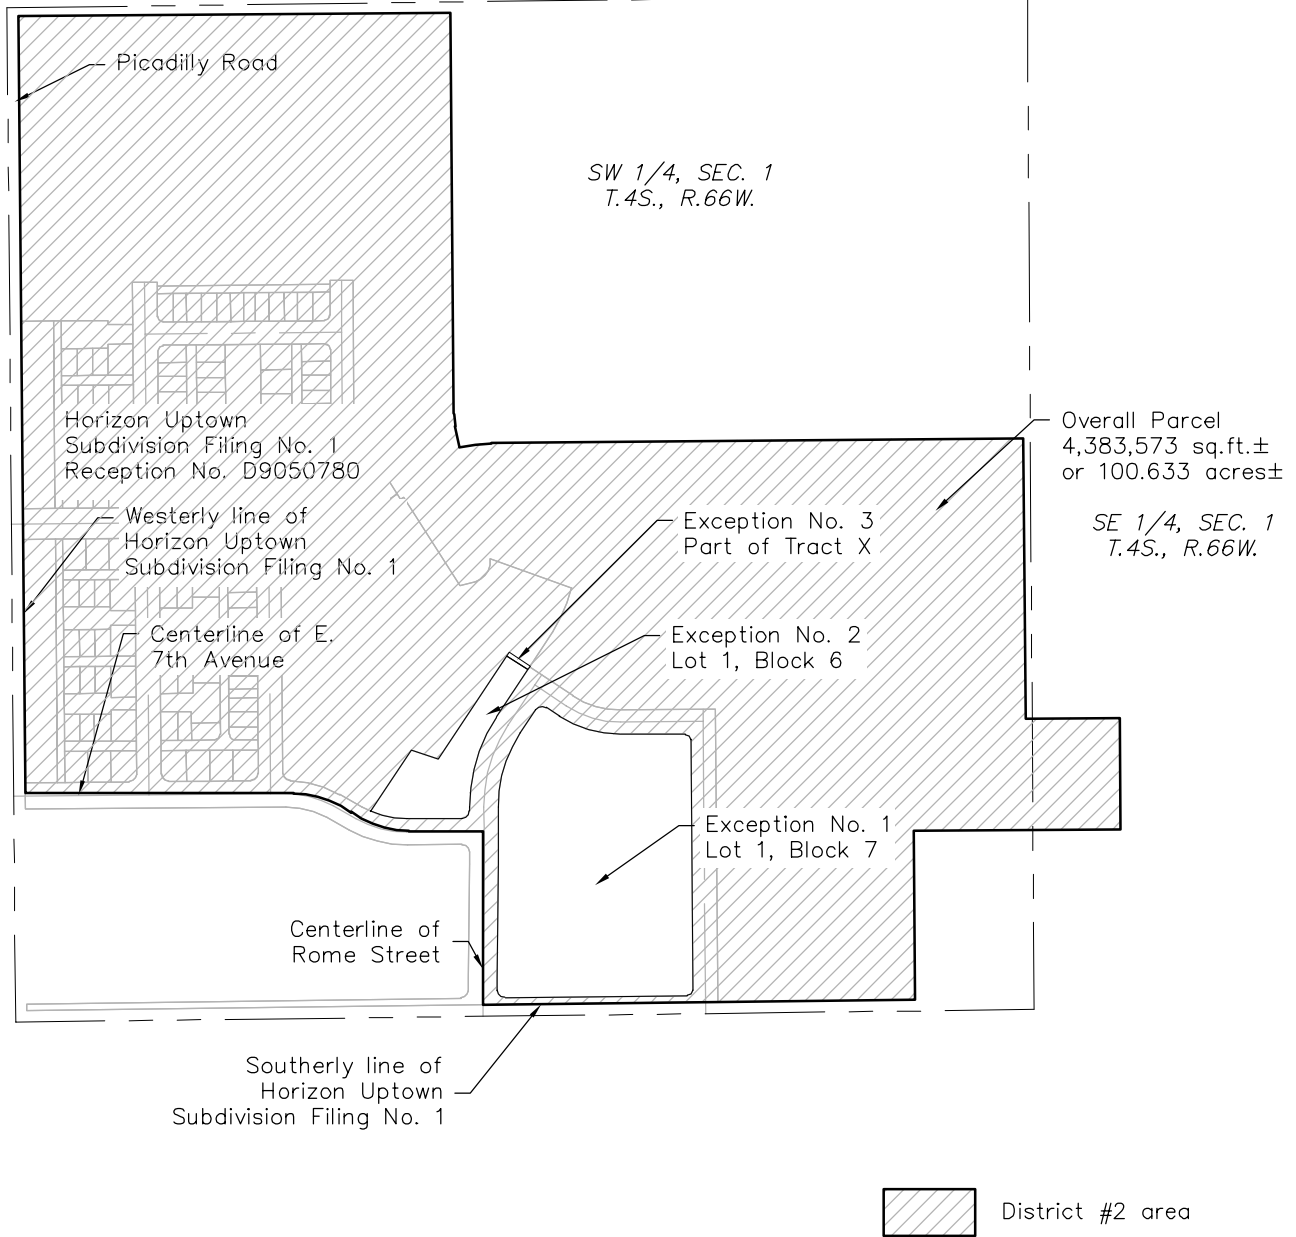 Picadilly Road
SW 1/4, SEC. 1
T.4S., R.66W.
Horizon Uptown
Subdivision Filing No. 1
Reception No. D9050780
Overall Parcel
4,383,573 sq.ft.±
or 100.633 acres±
SE 1/4, SEC. 1
T.4S., R.66W.
Westerly line of
Horizon Uptown
Subdivision Filing No. 1
Exception No. 3
Part of Tract X
Centerline of E.
7th Avenue
Exception No. 2
Lot 1, Block 6
Exception No. 1
Lot 1, Block 7
Centerline of
Rome Street
Southerly line of
Horizon Uptown
Subdivision Filing No. 1
District #2 area